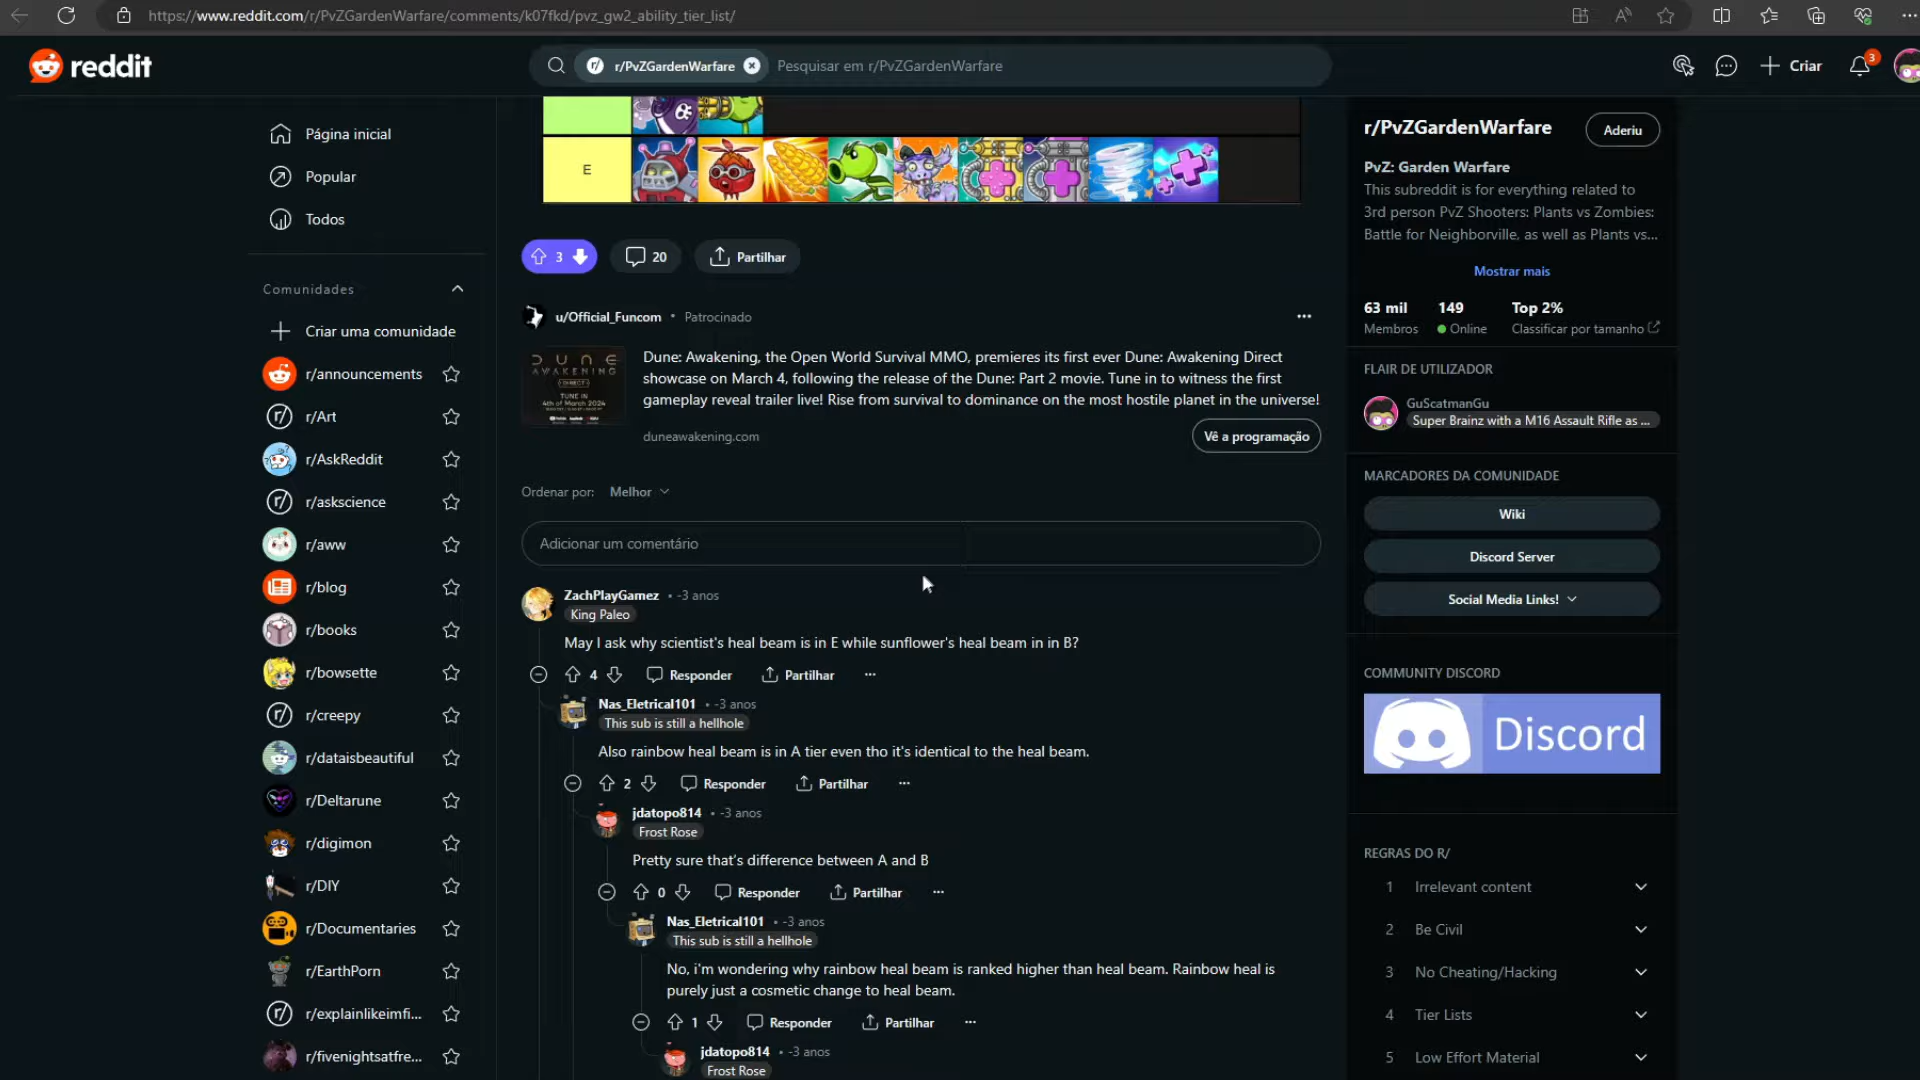 https://www.reddit.com/r/PvZGardenWarfare/comments/k07fkd/pvz_gw2_ability_tier_list/
reddit
r/PvZGardenWarfare
Pesquisar em r/PvZGardenWarfare
Criar
3
Página inicial
Popular
Todos
Comunidades
Criar uma comunidade
r/announcements
r/Art
r/AskReddit
r/askscience
r/aww
r/blog
r/books
r/bowsette
r/creepy
r/dataisbeautiful
r/Deltarune
r/digimon
r/DIY
r/Documentaries
r/EarthPorn
r/explainlikeimfi...
r/fivenightsatfre...
E
3
20
Partilhar
u/Official_Funcom • Patrocinado
DUNE
AWAKENING
DIRECT
TUNE IN
4th of March 2024
Dune: Awakening, the Open World Survival MMO, premieres its first ever Dune: Awakening Direct
showcase on March 4, following the release of the Dune: Part 2 movie. Tune in to witness the first
gameplay reveal trailer live! Rise from survival to dominance on the most hostile planet in the universe!
duneawakening.com
Vê a programação
Ordenar por: Melhor
Adicionar um comentário
ZachPlayGamez • -3 anos
King Paleo
May I ask why scientist's heal beam is in E while sunflower's heal beam in in B?
4 Responder Partilhar ...
Nas_Eletrical101 • -3 anos
This sub is still a hellhole
Also rainbow heal beam is in A tier even tho it's identical to the heal beam.
2 Responder Partilhar ...
jdatopo814 • -3 anos
Frost Rose
Pretty sure that's difference between A and B
0 Responder Partilhar ...
Nas_Eletrical101 • -3 anos
This sub is still a hellhole
No, i'm wondering why rainbow heal beam is ranked higher than heal beam. Rainbow heal is
purely just a cosmetic change to heal beam.
1 Responder Partilhar ...
jdatopo814 • -3 anos
Frost Rose
r/PvZGardenWarfare
Aderiu
PvZ: Garden Warfare
This subreddit is for everything related to
3rd person PvZ Shooters: Plants vs Zombies:
Battle for Neighborville, as well as Plants vs...
Mostrar mais
63 mil 149 Top 2%
Membros Online Classificar por tamanho
FLAIR DE UTILIZADOR
GuScatmanGu
Super Brainz with a M16 Assault Rifle as ...
MARCADORES DA COMUNIDADE
Wiki
Discord Server
Social Media Links!
COMMUNITY DISCORD
Discord
REGRAS DO R/
1 Irrelevant content
2 Be Civil
3 No Cheating/Hacking
4 Tier Lists
5 Low Effort Material